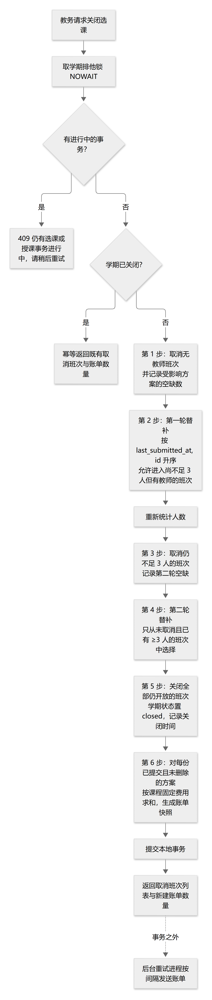 教务请求关闭选
课
取学期排他锁
NOWAIT
有进行中的事
务？
是
否
409 仍有选课或
授课事务进行
中，请稍后重试
学期已关闭？
是
否
幂等返回既有取
消班次与账单数
量
第 1 步：取消无
教师班次
并记录受影响方
案的空缺数
第 2 步：第一轮替
补
按
last_submitted_at,
id 升序
允许进入尚不足 3
人但有教师的班次
重新统计人数
第 3 步：取消仍
不足 3 人的班次
记录第二轮空缺
第 4 步：第二轮
替补
只从未取消且已
有 ≥3 人的班次
中选择
第 5 步：关闭全
部仍开放的班次
学期状态置
closed，记录关
闭时间
第 6 步：对每份
已提交且未删除
的方案
按课程固定费用
求和，生成账单
快照
提交本地事务
返回取消班次列
表与新建账单数
量
事务之外
后台重试进程按
间隔发送账单